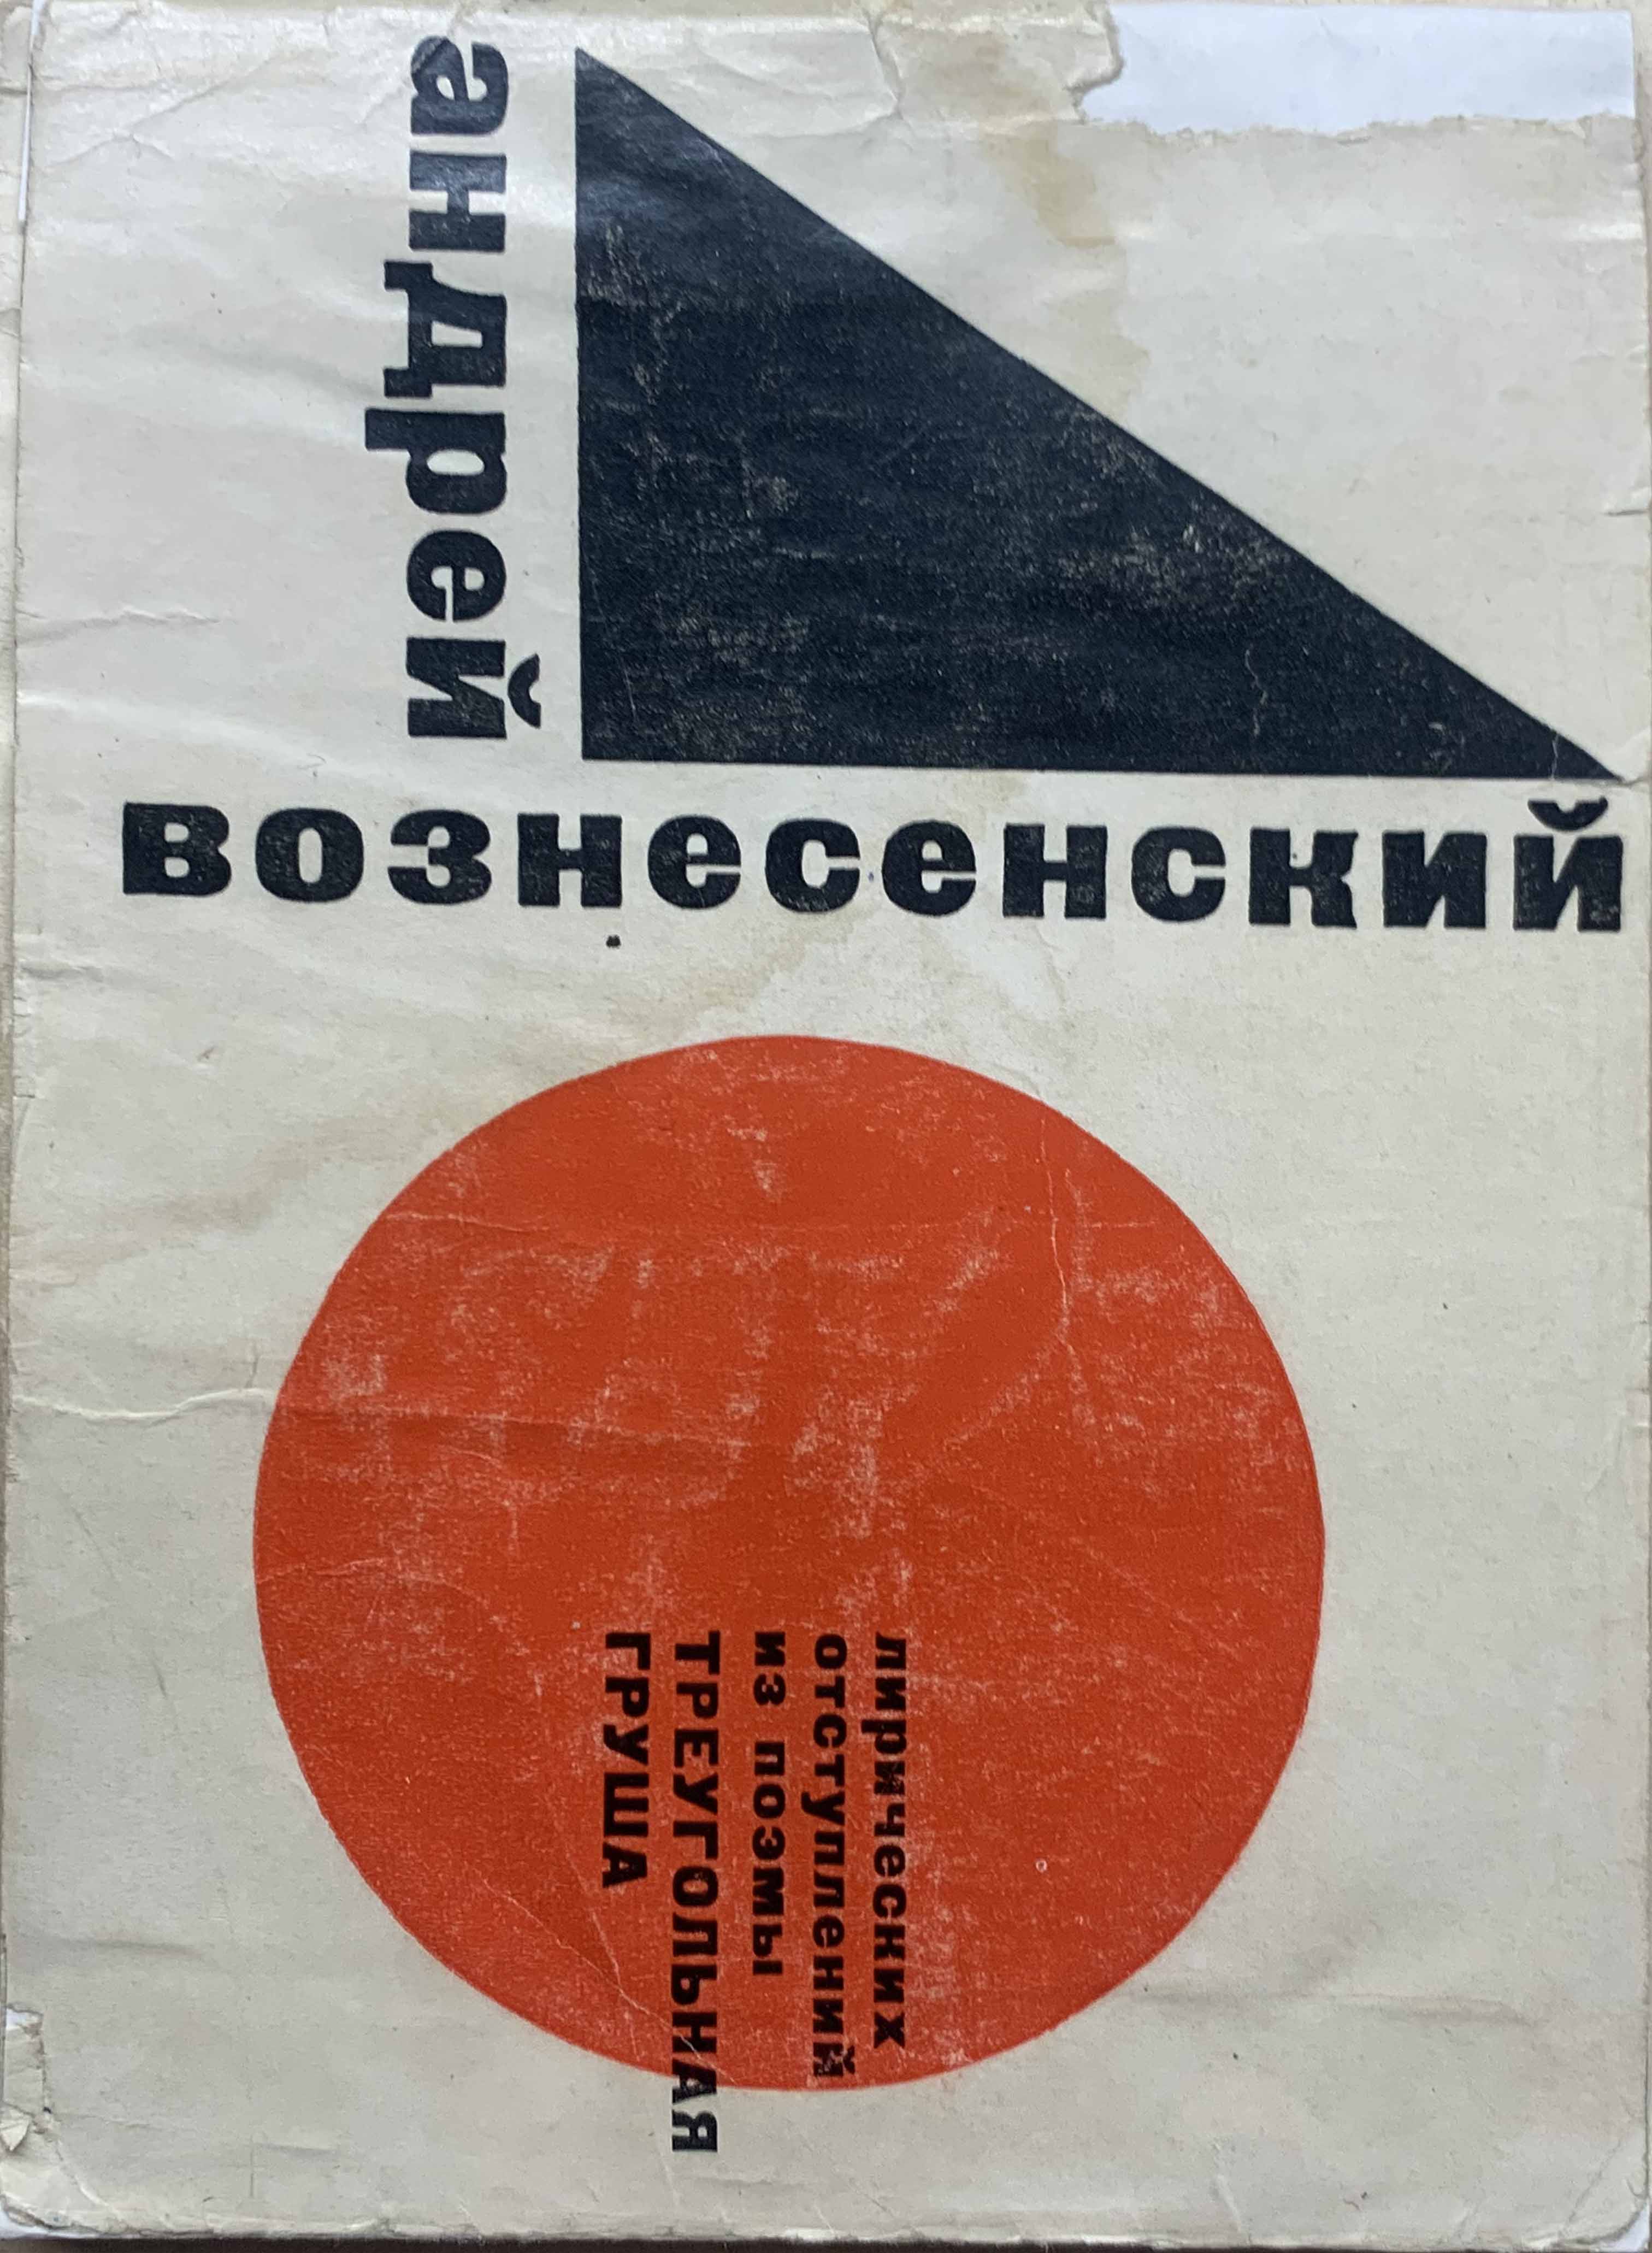 андрей
вознесенский
лирических
отступлений
из поэмы
ТРЕУГОЛЬНАЯ
ГРУША